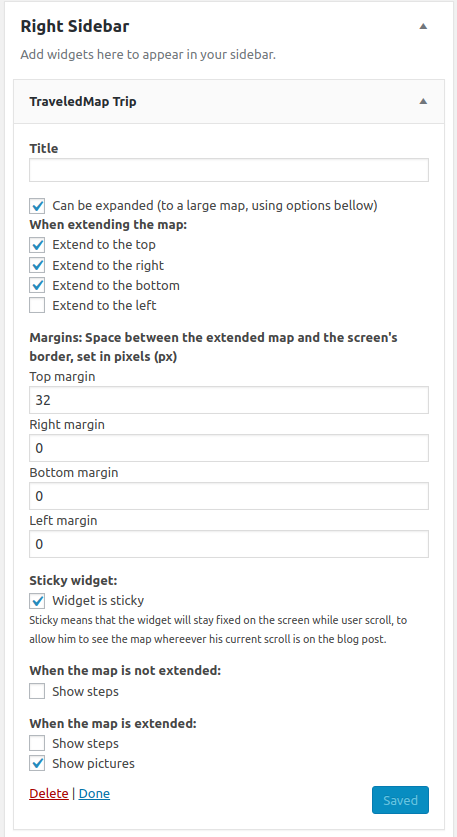 Right Sidebar
Add widgets here to appear in your sidebar.
TraveledMap Trip
Title
Can be expanded (to a large map, using options bellow)
When extending the map:
Extend to the top
Extend to the right
Extend to the bottom
Extend to the left
Margins: Space between the extended map and the screen's
border, set in pixels (px)
Top margin
32
Right margin
0
Bottom margin
0
Left margin
0
Sticky widget:
Widget is sticky
Sticky means that the widget will stay fixed on the screen while user scroll, to
allow him to see the map whereever his current scroll is on the blog post.
When the map is not extended:
Show steps
When the map is extended:
Show steps
Show pictures
Delete | Done
Saved